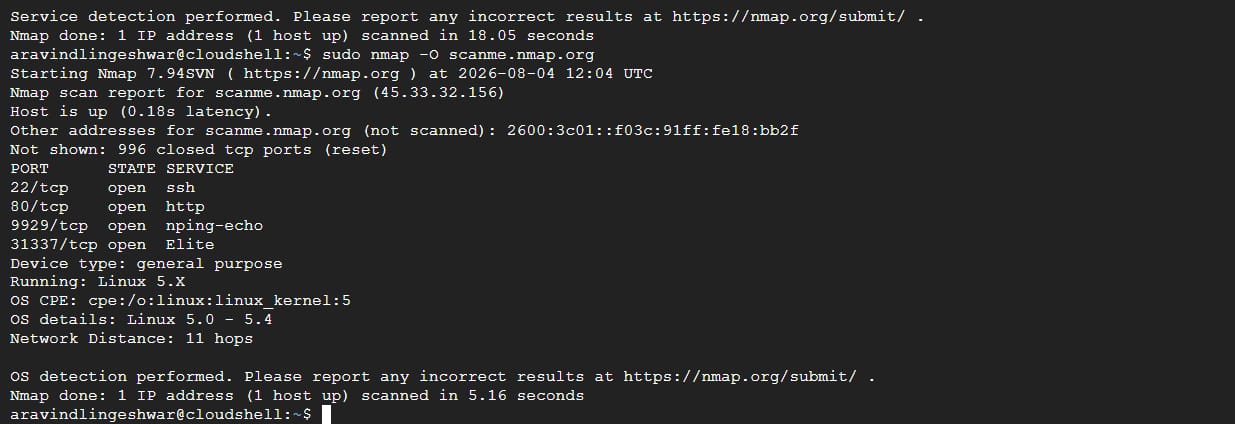 Service detection performed. Please report any incorrect results at https://nmap.org/submit/ .
Nmap done: 1 IP address (1 host up) scanned in 18.05 seconds
aravindlingeshwar@cloudshell:~$ sudo nmap -O scanme.nmap.org
Starting Nmap 7.94SVN ( https://nmap.org ) at 2026-08-04 12:04 UTC
Nmap scan report for scanme.nmap.org (45.33.32.156)
Host is up (0.18s latency).
Other addresses for scanme.nmap.org (not scanned): 2600:3c01::f03c:91ff:fe18:bb2f
Not shown: 996 closed tcp ports (reset)
PORT      STATE SERVICE
22/tcp    open  ssh
80/tcp    open  http
9929/tcp  open  nping-echo
31337/tcp open  Elite
Device type: general purpose
Running: Linux 5.X
OS CPE: cpe:/o:linux:linux_kernel:5
OS details: Linux 5.0 - 5.4
Network Distance: 11 hops

OS detection performed. Please report any incorrect results at https://nmap.org/submit/ .
Nmap done: 1 IP address (1 host up) scanned in 5.16 seconds
aravindlingeshwar@cloudshell:~$